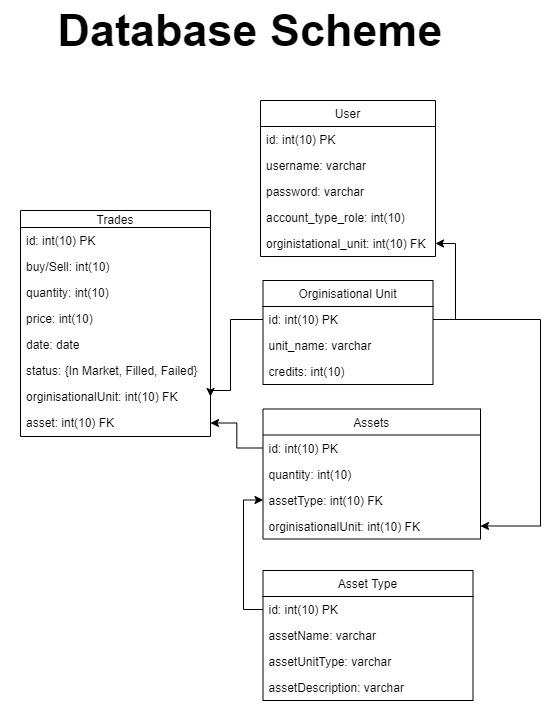 Database Scheme
User
id: int(10) PK
username: varchar
password: varchar
account_type_role: int(10)
orginistational_unit: int(10) FK
Trades
id: int(10) PK
buy/Sell: int(10)
quantity: int(10)
price: int(10)
date: date
status: {In Market, Filled, Failed}
orginisationalUnit: int(10) FK
asset: int(10) FK
Orginisational Unit
id: int(10) PK
unit_name: varchar
credits: int(10)
Assets
id: int(10) PK
quantity: int(10)
assetType: int(10) FK
orginisationalUnit: int(10) FK
Asset Type
id: int(10) PK
assetName: varchar
assetUnitType: varchar
assetDescription: varchar